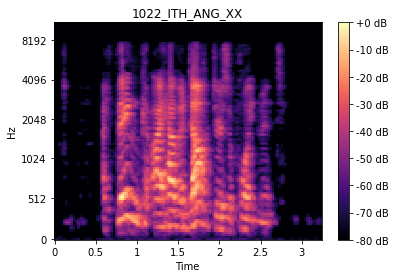 1022_ITH_ANG_XX
Hz
8192
4096
2048
1024
512
0
0 0.5 1 1.5 2 2.5 3
Time
+0 dB
-10 dB
-20 dB
-30 dB
-40 dB
-50 dB
-60 dB
-70 dB
-80 dB